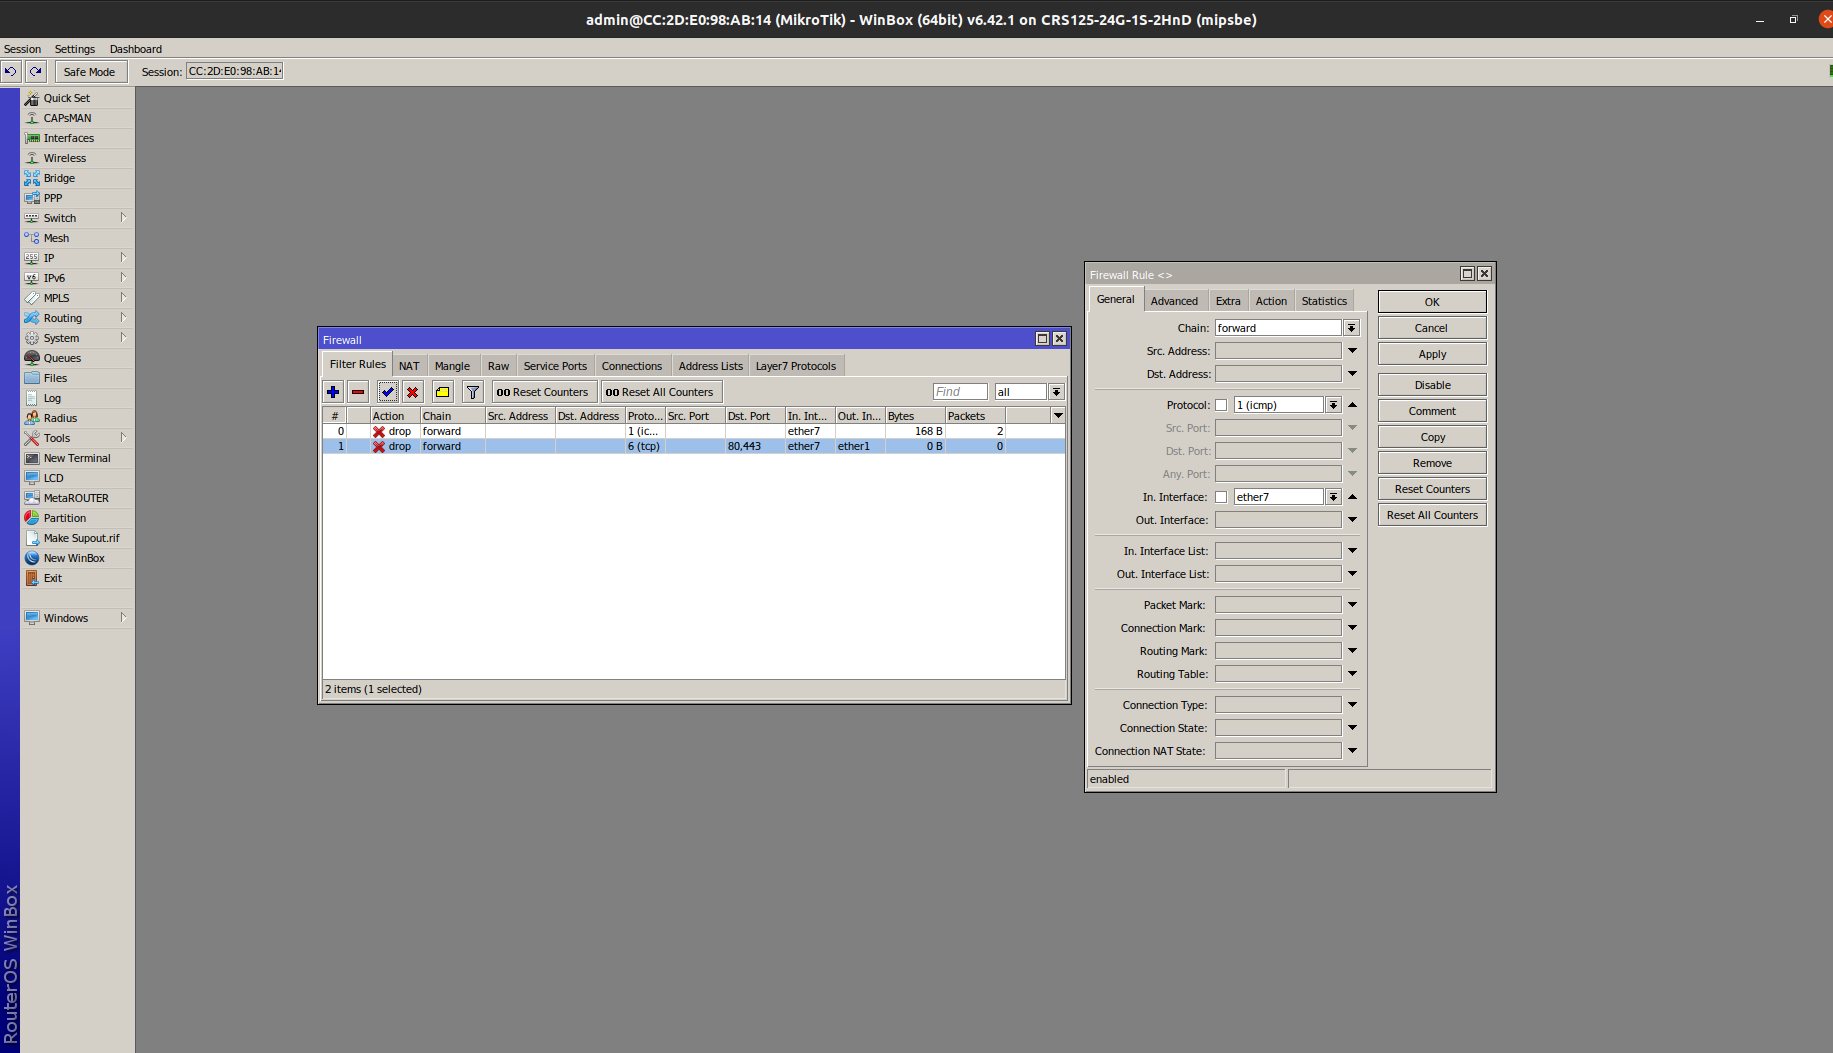 admin@CC:2D:E0:98:AB:14 (MikroTik) - WinBox (64bit) v6.42.1 on CRS125-24G-1S-2HnD (mipsbe)
Session Settings Dashboard
Safe Mode Session: CC:2D:E0:98:AB:1
Quick Set
CAPsMAN
Interfaces
Wireless
Bridge
PPP
Switch
Mesh
IP
IPv6
MPLS
Routing
System
Queues
Files
Log
Radius
Tools
New Terminal
LCD
MetaROUTER
Partition
Make Supout.rif
New WinBox
Exit
Windows
RouterOS WinBox
Firewall
Filter Rules NAT Mangle Raw Service Ports Connections Address Lists Layer7 Protocols
00 Reset Counters 00 Reset All Counters Find all
# Action Chain Src. Address Dst. Address Proto... Src. Port Dst. Port In. Int... Out. In... Bytes Packets
0 drop forward 1 (ic... ether7 168 B 2
1 drop forward 6 (tcp) 80,443 ether7 ether1 0 B 0
2 items (1 selected)
Firewall Rule <>
General Advanced Extra Action Statistics
Chain: forward
Src. Address:
Dst. Address:
Protocol: 1 (icmp)
Src. Port:
Dst. Port:
Any. Port:
In. Interface: ether7
Out. Interface:
In. Interface List:
Out. Interface List:
Packet Mark:
Connection Mark:
Routing Mark:
Routing Table:
Connection Type:
Connection State:
Connection NAT State:
enabled
OK
Cancel
Apply
Disable
Comment
Copy
Remove
Reset Counters
Reset All Counters